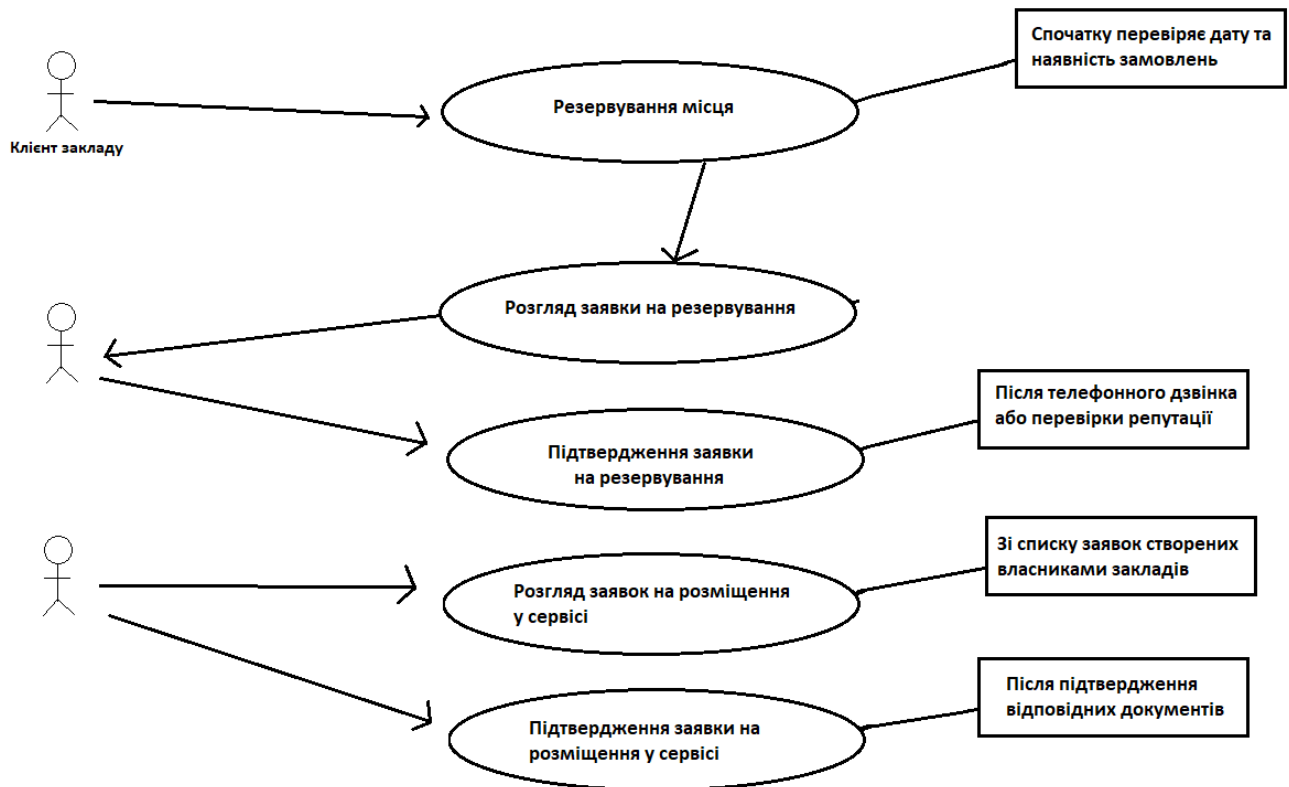 Спочатку перевіряє дату та
наявність замовлень
Резервування місця
Клієнт закладу
Розгляд заявки на резервування
Після телефонного дзвінка
або перевірки репутації
Підтвердження заявки
на резервування
Зі списку заявок створених
власниками закладів
Розгляд заявок на розміщення
у сервісі
Після підтвердження
відповідних документів
Підтвердження заявки на
розміщення у сервісі